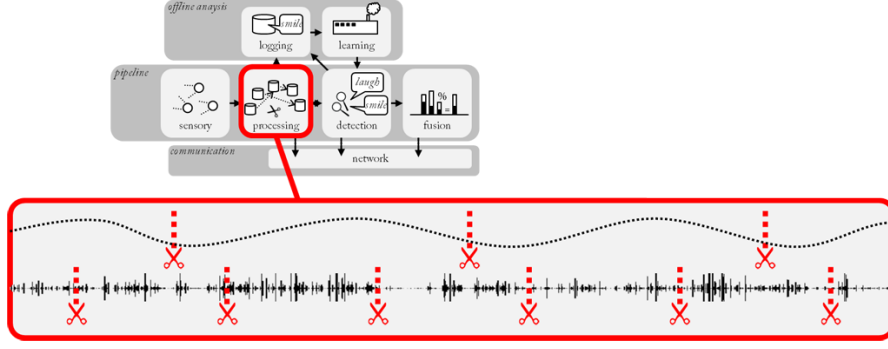 offline anaysis
smile
logging
learning
pipeline
laugh
smile
%
=
sensory
processing
detection
fusion
communication
network